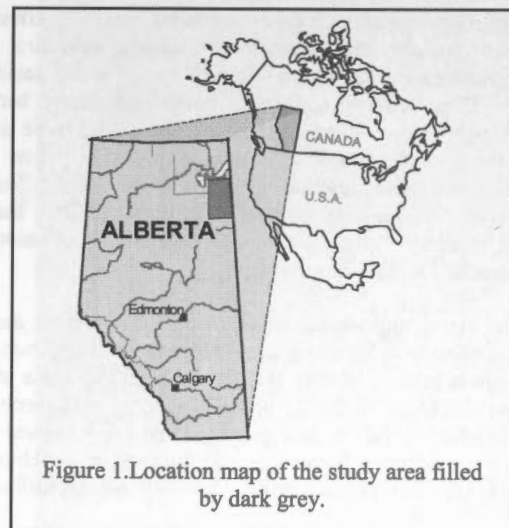 CANADA
U.S.A.
ALBERTA
Edmonton
Calgary
Figure 1.Location map of the study area filled
by dark grey.